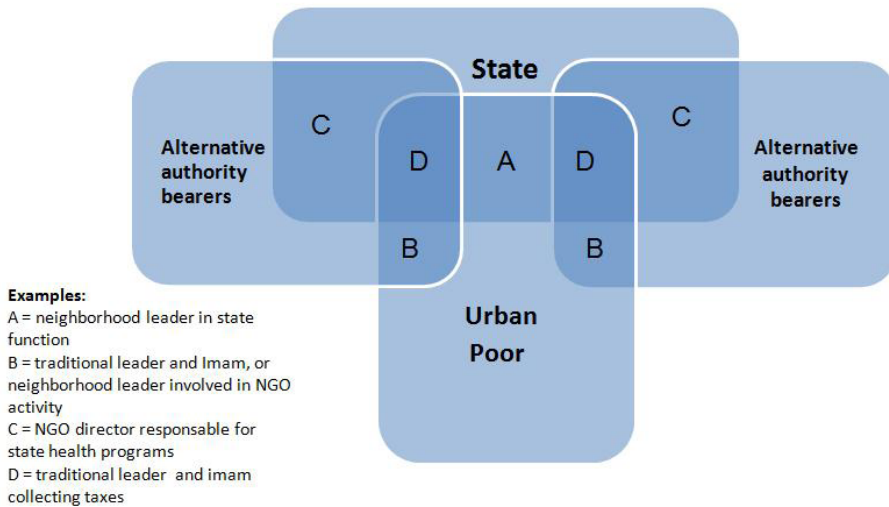 State
C
C
Alternative
authority
bearers
D
A
D
Alternative
authority
bearers
B
B
Urban
Poor
Examples:
A = neighborhood leader in state
function
B = traditional leader and Imam, or
neighborhood leader involved in NGO
activity
C = NGO director responsable for
state health programs
D = traditional leader and imam
collecting taxes